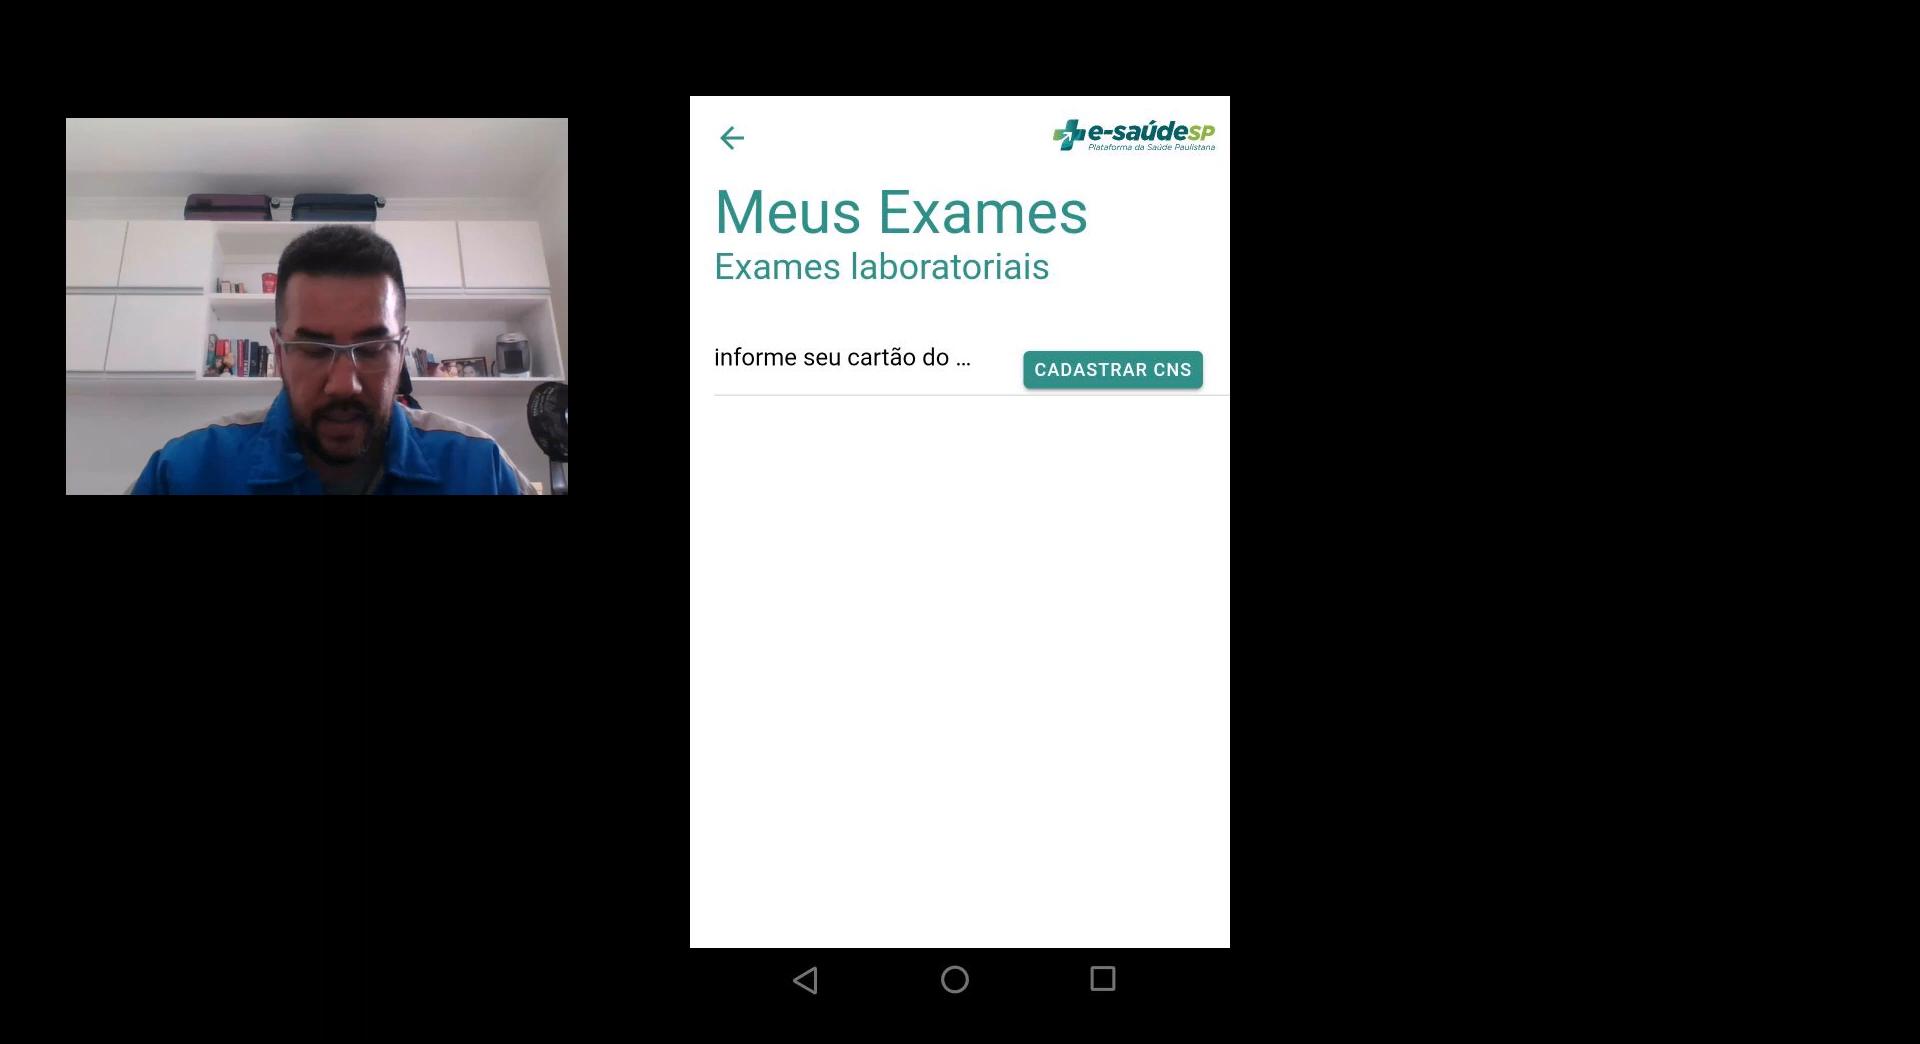 e-saúdeSP
Plataforma da Saúde Paulistana
Meus Exames
Exames laboratoriais
informe seu cartão do ...
CADASTRAR CNS